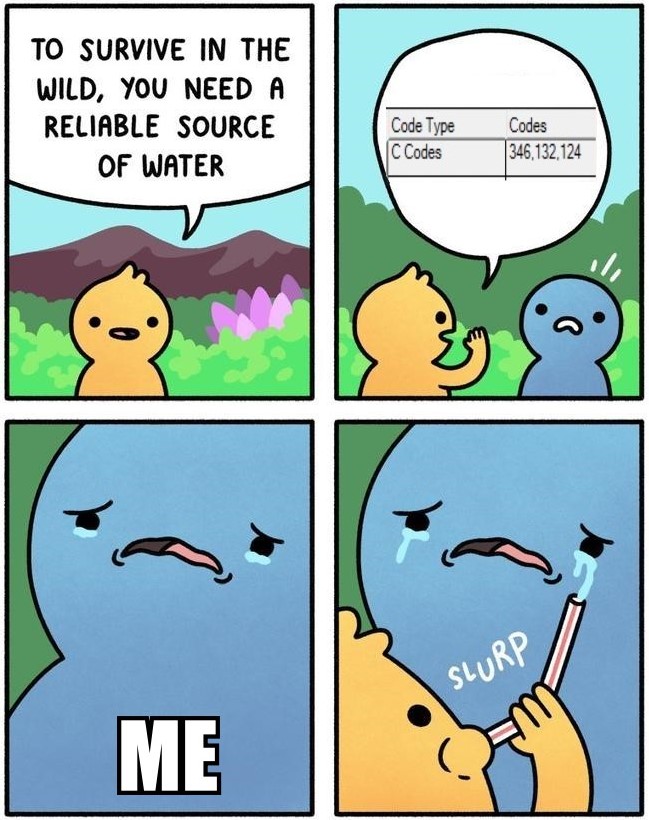 TO SURVIVE IN THE
WILD, YOU NEED A
RELIABLE SOURCE
OF WATER
Code Type Codes
C Codes 346,132,124
ME
SLURP